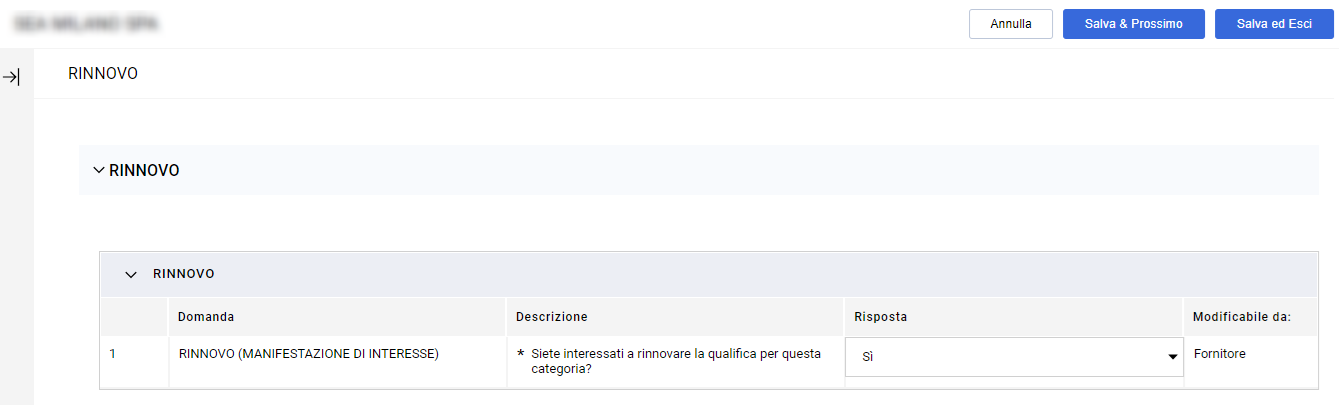 Annulla
Salva & Prossimo
Salva ed Esci
RINNOVO
RINNOVO
RINNOVO
Domanda
Descrizione
Risposta
Modificabile da:
1
RINNOVO (MANIFESTAZIONE DI INTERESSE)
* Siete interessati a rinnovare la qualifica per questa
categoria?
Sì
Fornitore